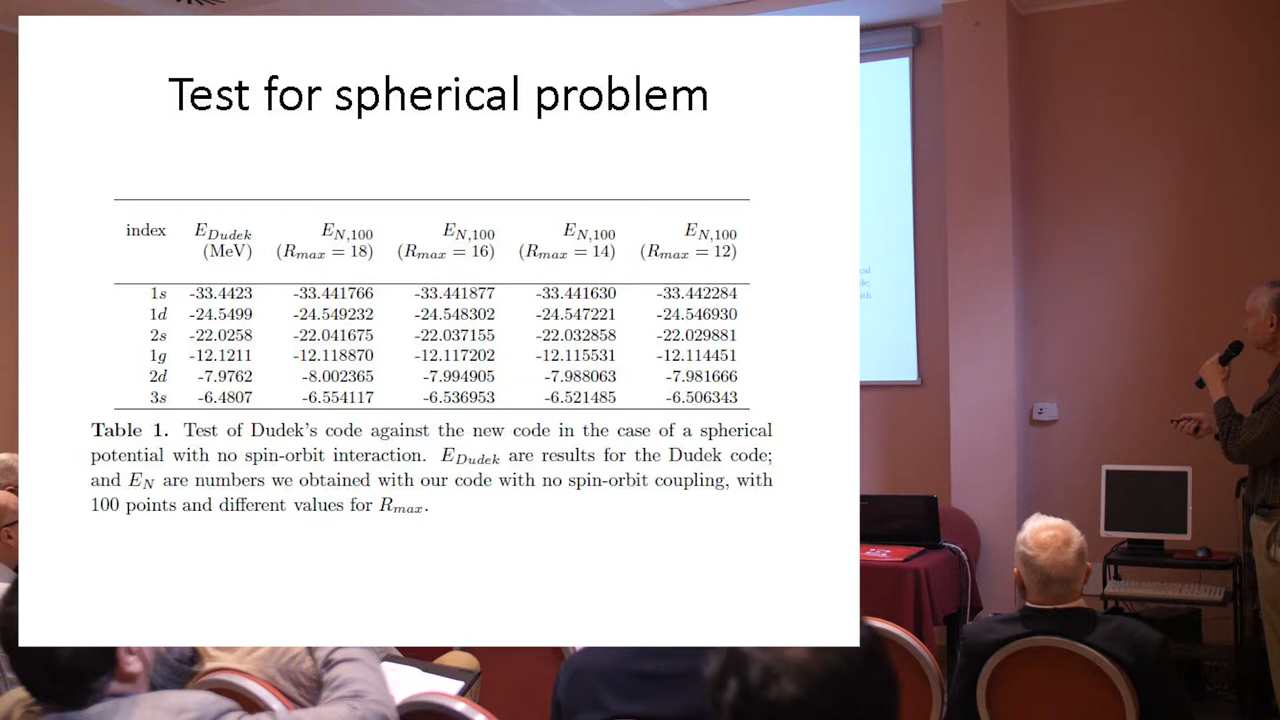 Test for spherical problem
index E_Dudek E_N,100 E_N,100 E_N,100 E_N,100
(MeV) (R_max = 18) (R_max = 16) (R_max = 14) (R_max = 12)
1s -33.4423 -33.441766 -33.441877 -33.441630 -33.442284
1d -24.5499 -24.549232 -24.548302 -24.547221 -24.546930
2s -22.0258 -22.041675 -22.037155 -22.032858 -22.029881
1g -12.1211 -12.118870 -12.117202 -12.115531 -12.114451
2d -7.9762 -8.002365 -7.994905 -7.988063 -7.981666
3s -6.4807 -6.554117 -6.536953 -6.521485 -6.506343
Table 1. Test of Dudek's code against the new code in the case of a spherical
potential with no spin-orbit interaction. E_Dudek are results for the Dudek code;
and E_N are numbers we obtained with our code with no spin-orbit coupling, with
100 points and different values for R_max.